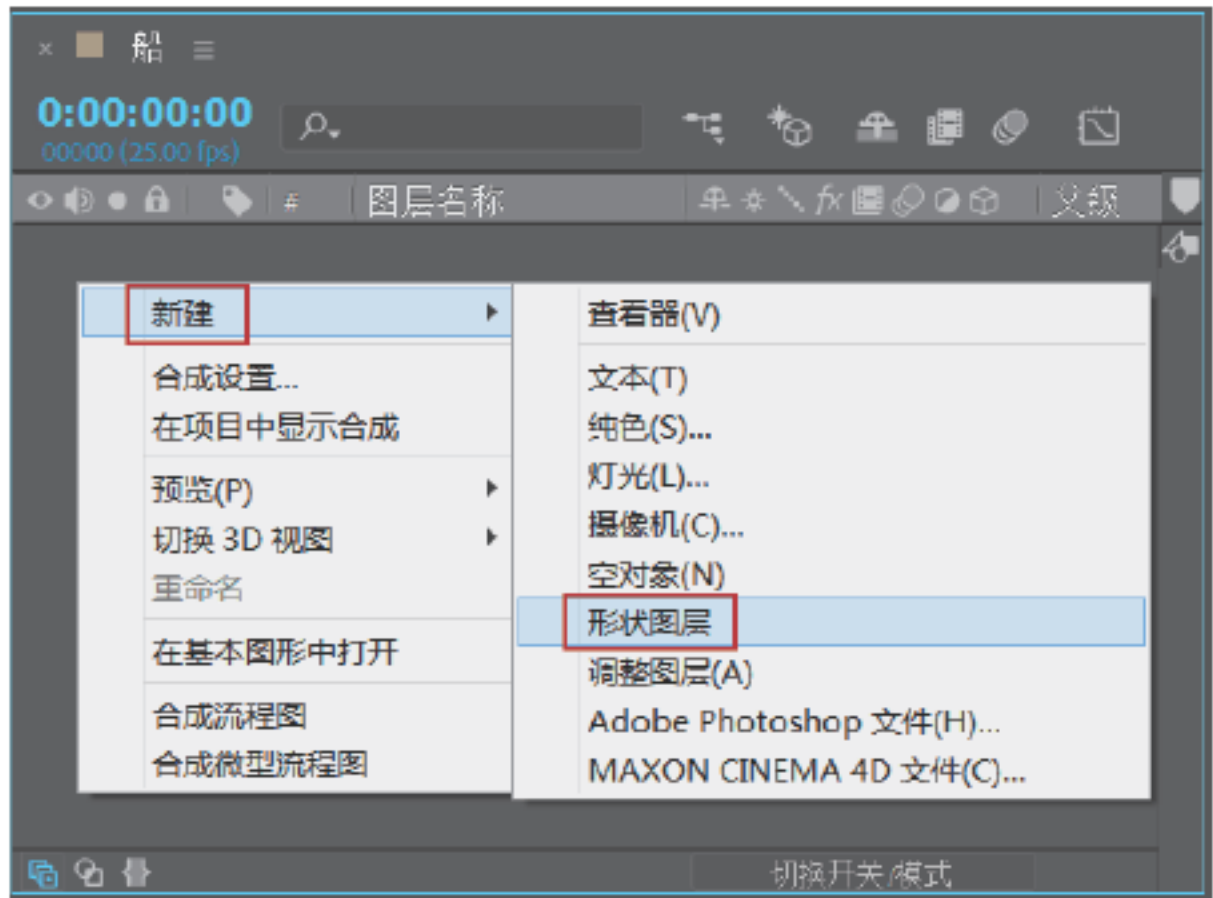 船
0:00:00:00
00000 (25.00 fps)
# 图层名称 fx 父级
新建
合成设置...
在项目中显示合成
预览(P)
切换 3D 视图
重命名
在基本图形中打开
合成流程图
合成微型流程图
查看器(V)
文本(T)
纯色(S)...
灯光(L)...
摄像机(C)...
空对象(N)
形状图层
调整图层(A)
Adobe Photoshop 文件(H)...
MAXON CINEMA 4D 文件(C)...
切换开关/模式